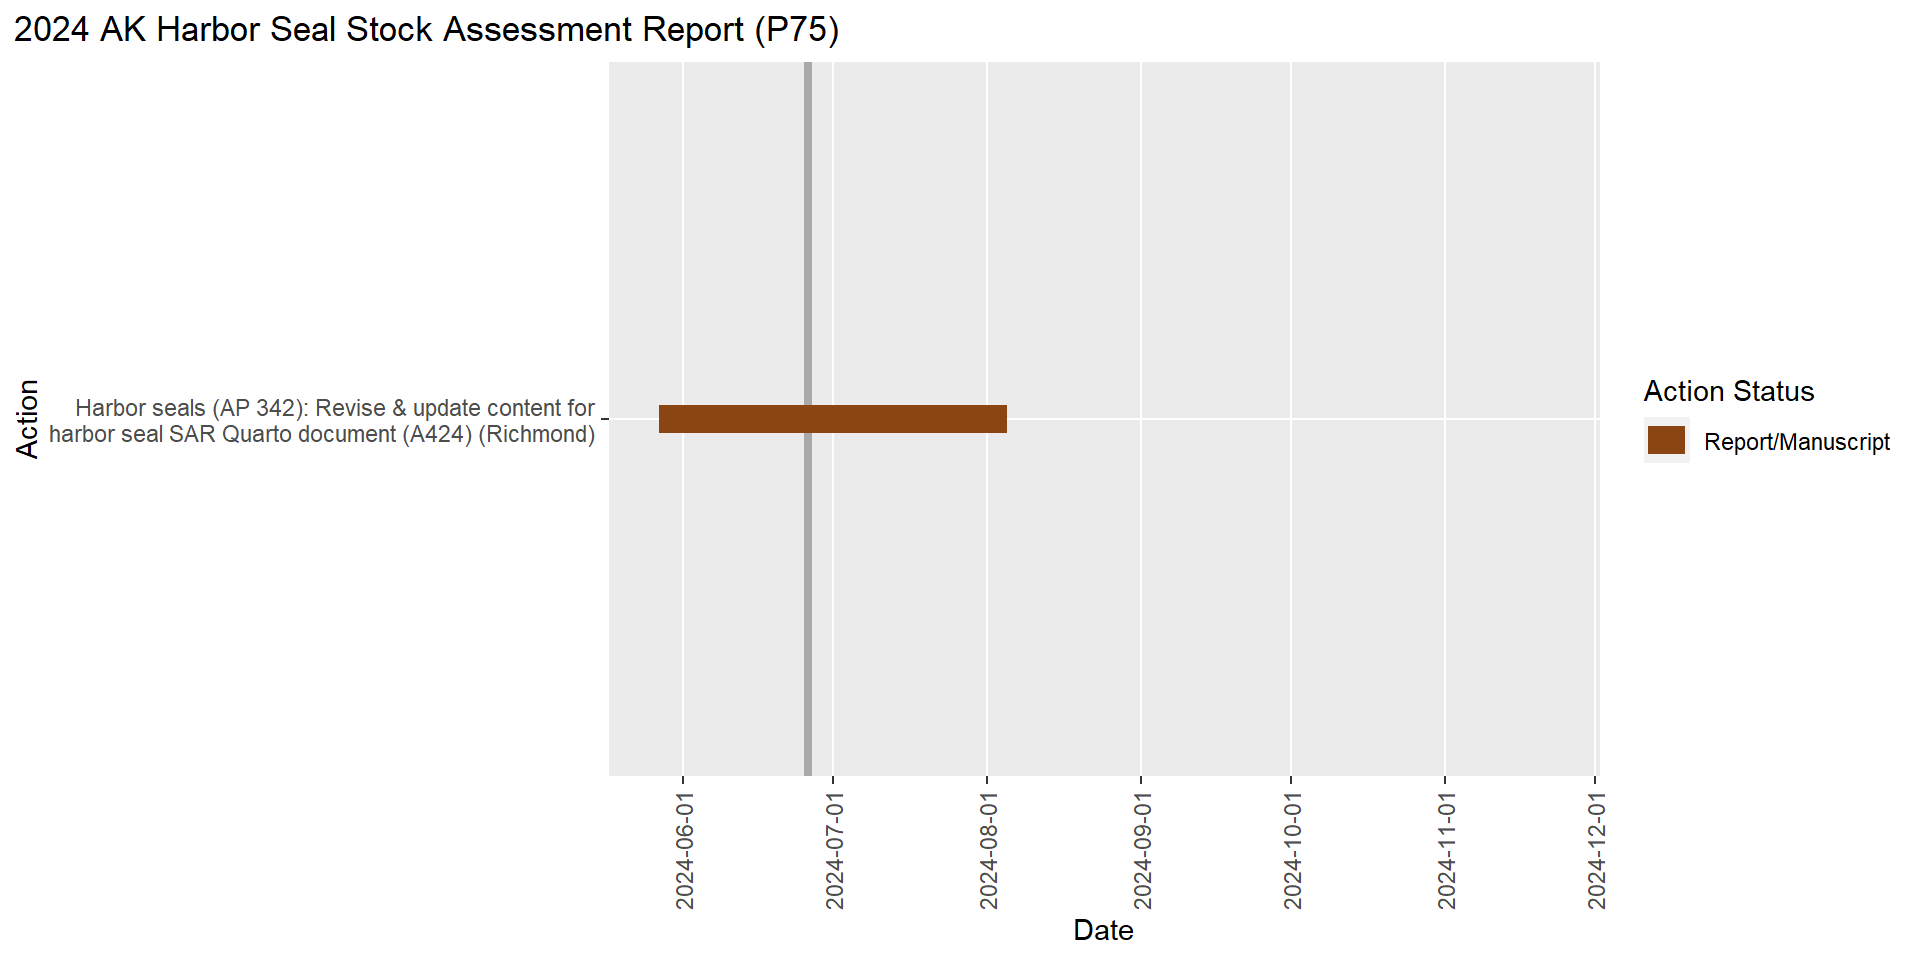 2024 AK Harbor Seal Stock Assessment Report (P75)
Action
Harbor seals (AP 342): Revise & update content for
harbor seal SAR Quarto document (A424) (Richmond)
Action Status
Report/Manuscript
2024-06-01
2024-07-01
2024-08-01
2024-09-01
2024-10-01
2024-11-01
2024-12-01
Date